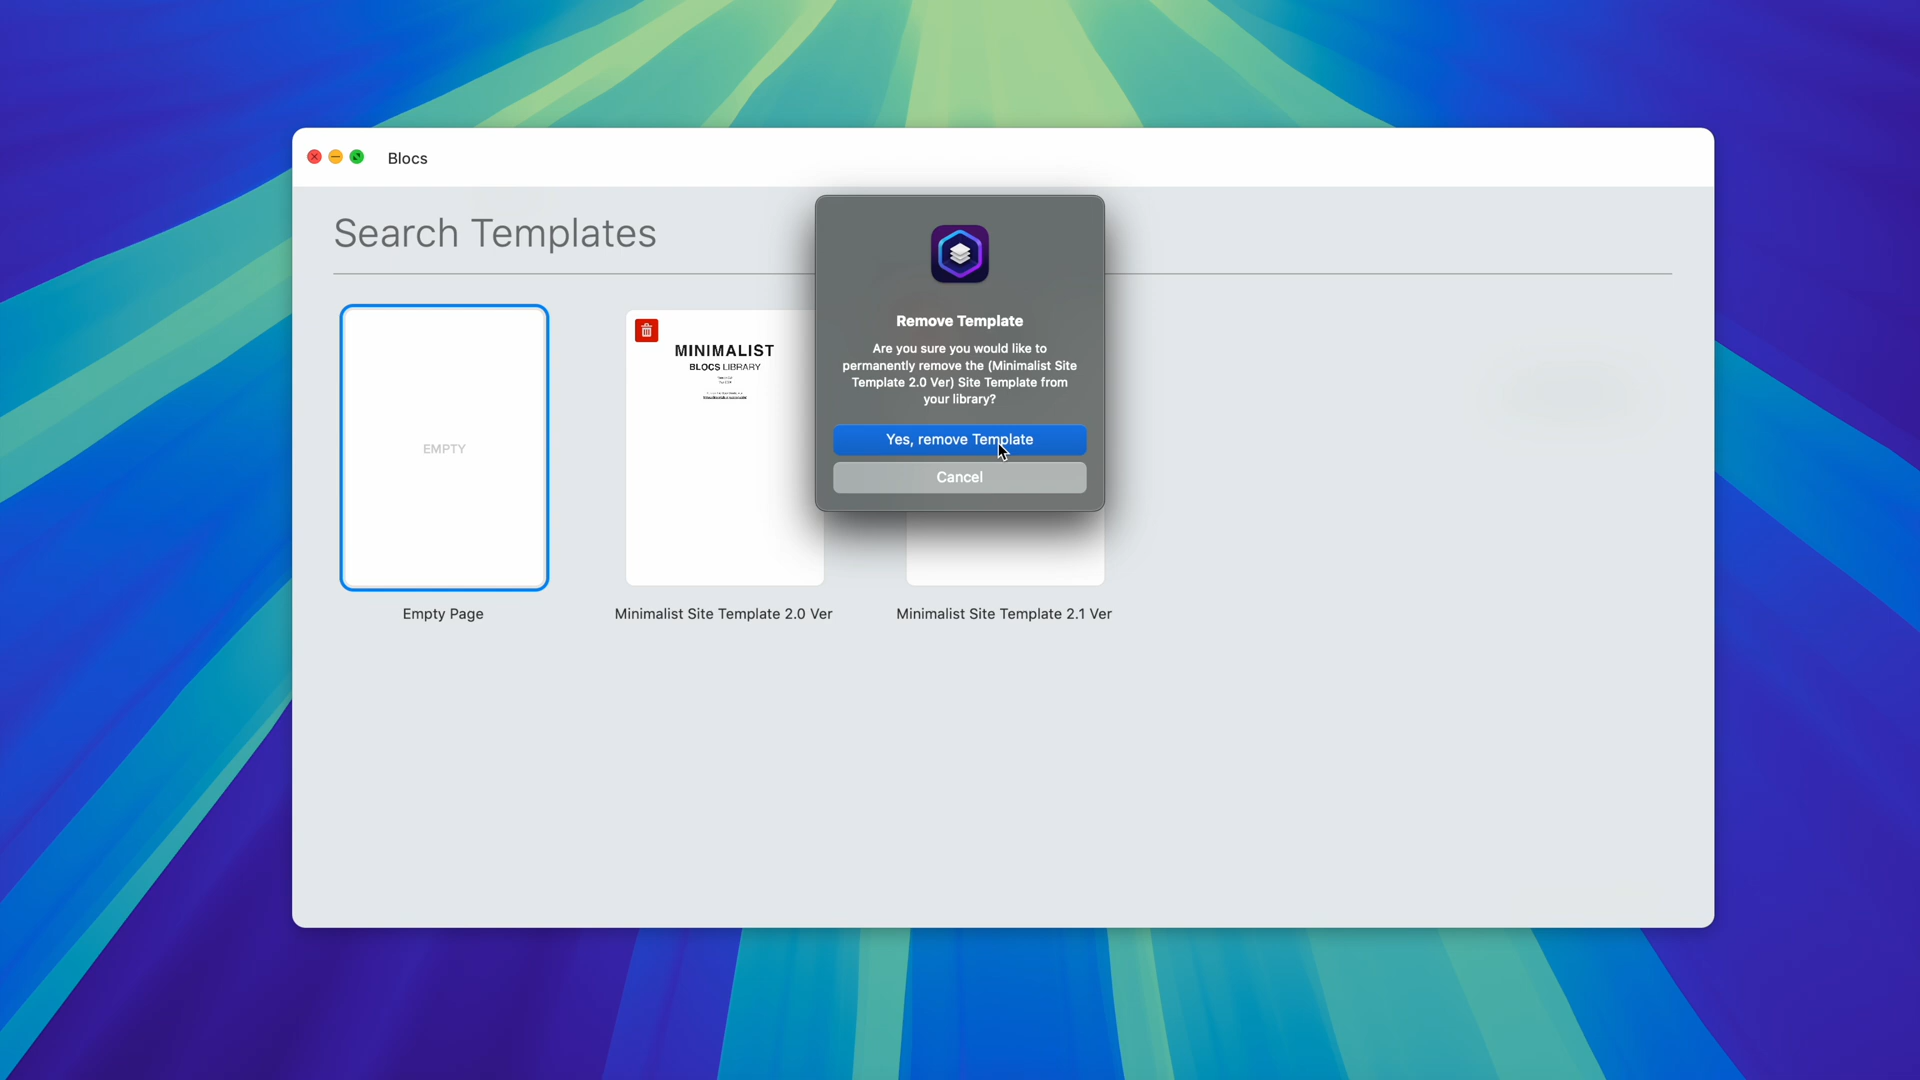 Blocs
Search Templates
Remove Template
Are you sure you would like to
permanently remove the (Minimalist Site
Template 2.0 Ver) Site Template from
your library?
Yes, remove Template
Cancel
EMPTY
MINIMALIST
BLOCS LIBRARY
Empty Page
Minimalist Site Template 2.0 Ver
Minimalist Site Template 2.1 Ver